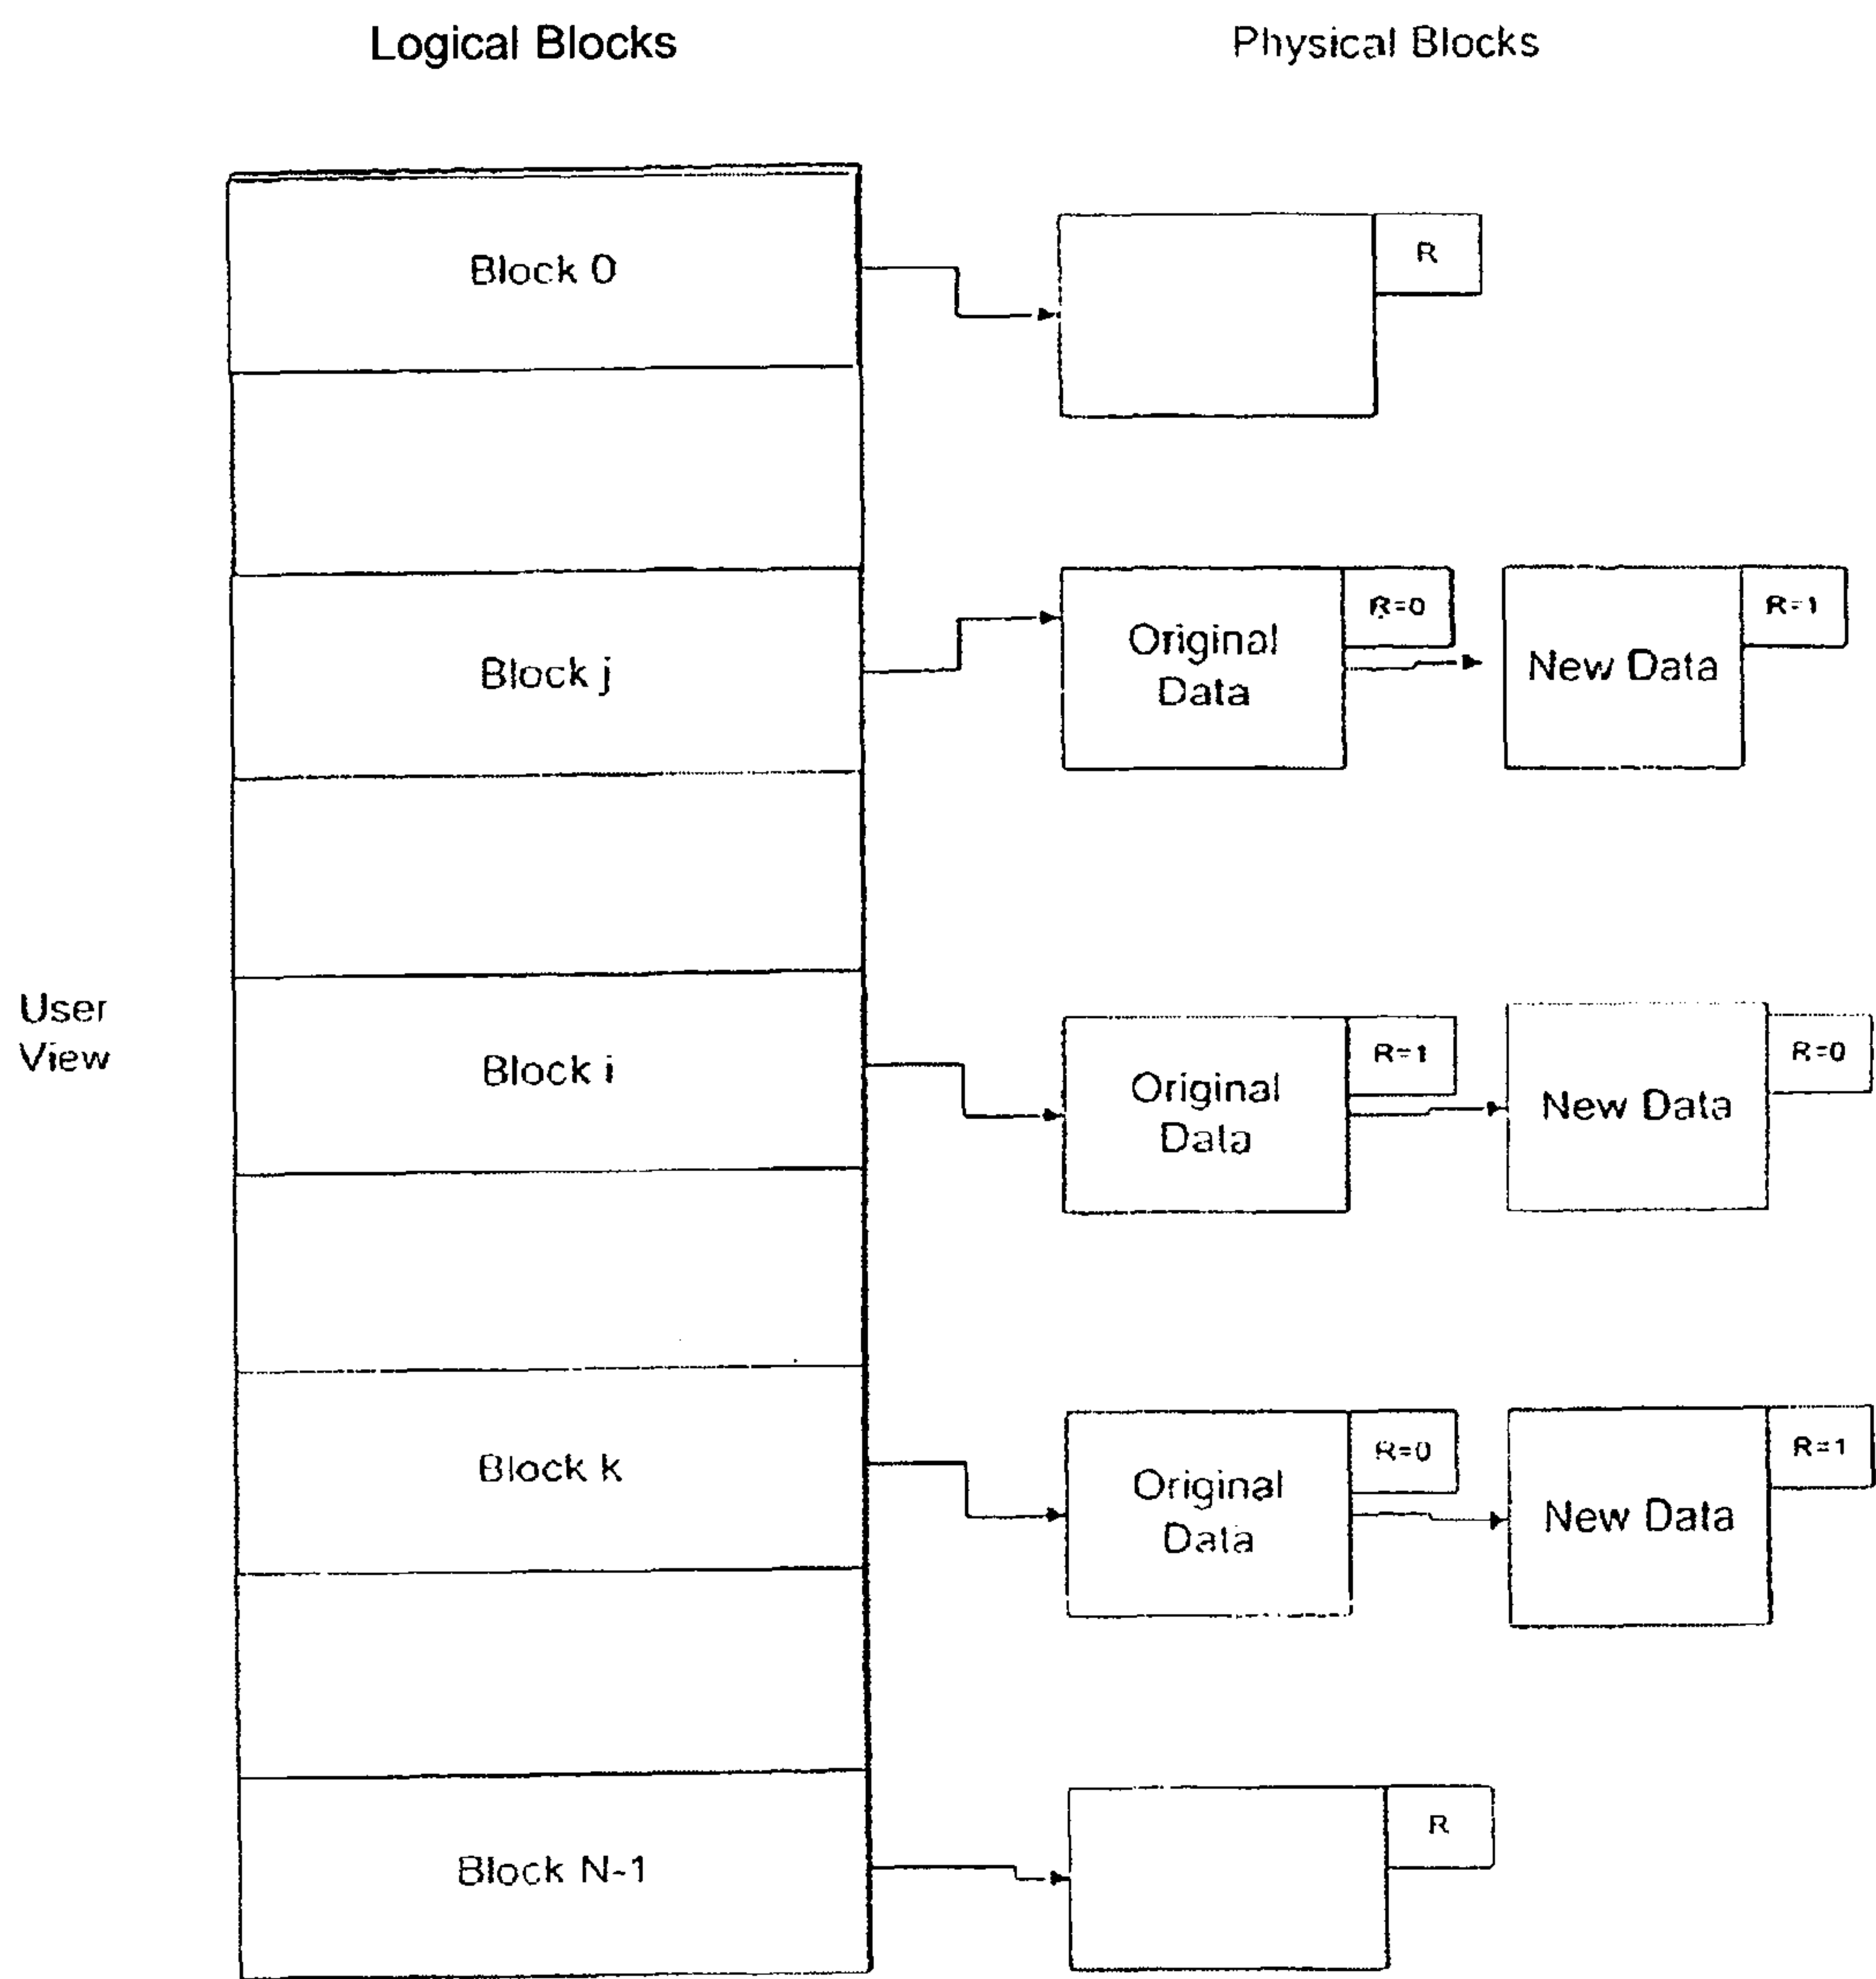 Logical Blocks
Physical Blocks
Block 0
R
Block j
Original
Data
R=0
New Data
R=1
User
View
Block i
Original
Data
R=1
New Data
R=0
Block k
Original
Data
R=0
New Data
R=1
Block N-1
R